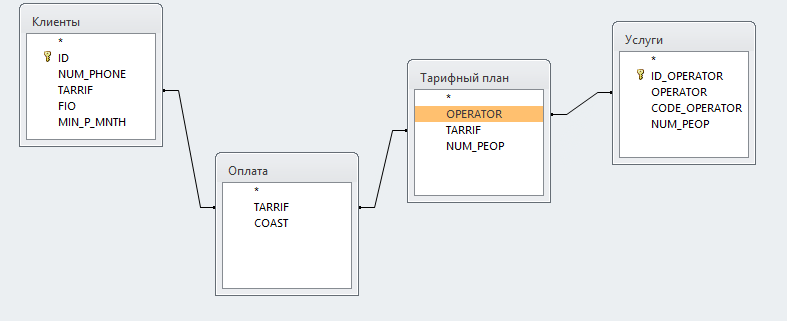 Клиенты
*
ID
NUM_PHONE
TARRIF
FIO
MIN_P_MNTH
Оплата
*
TARRIF
COAST
Тарифный план
*
OPERATOR
TARRIF
NUM_PEOP
Услуги
*
ID_OPERATOR
OPERATOR
CODE_OPERATOR
NUM_PEOP